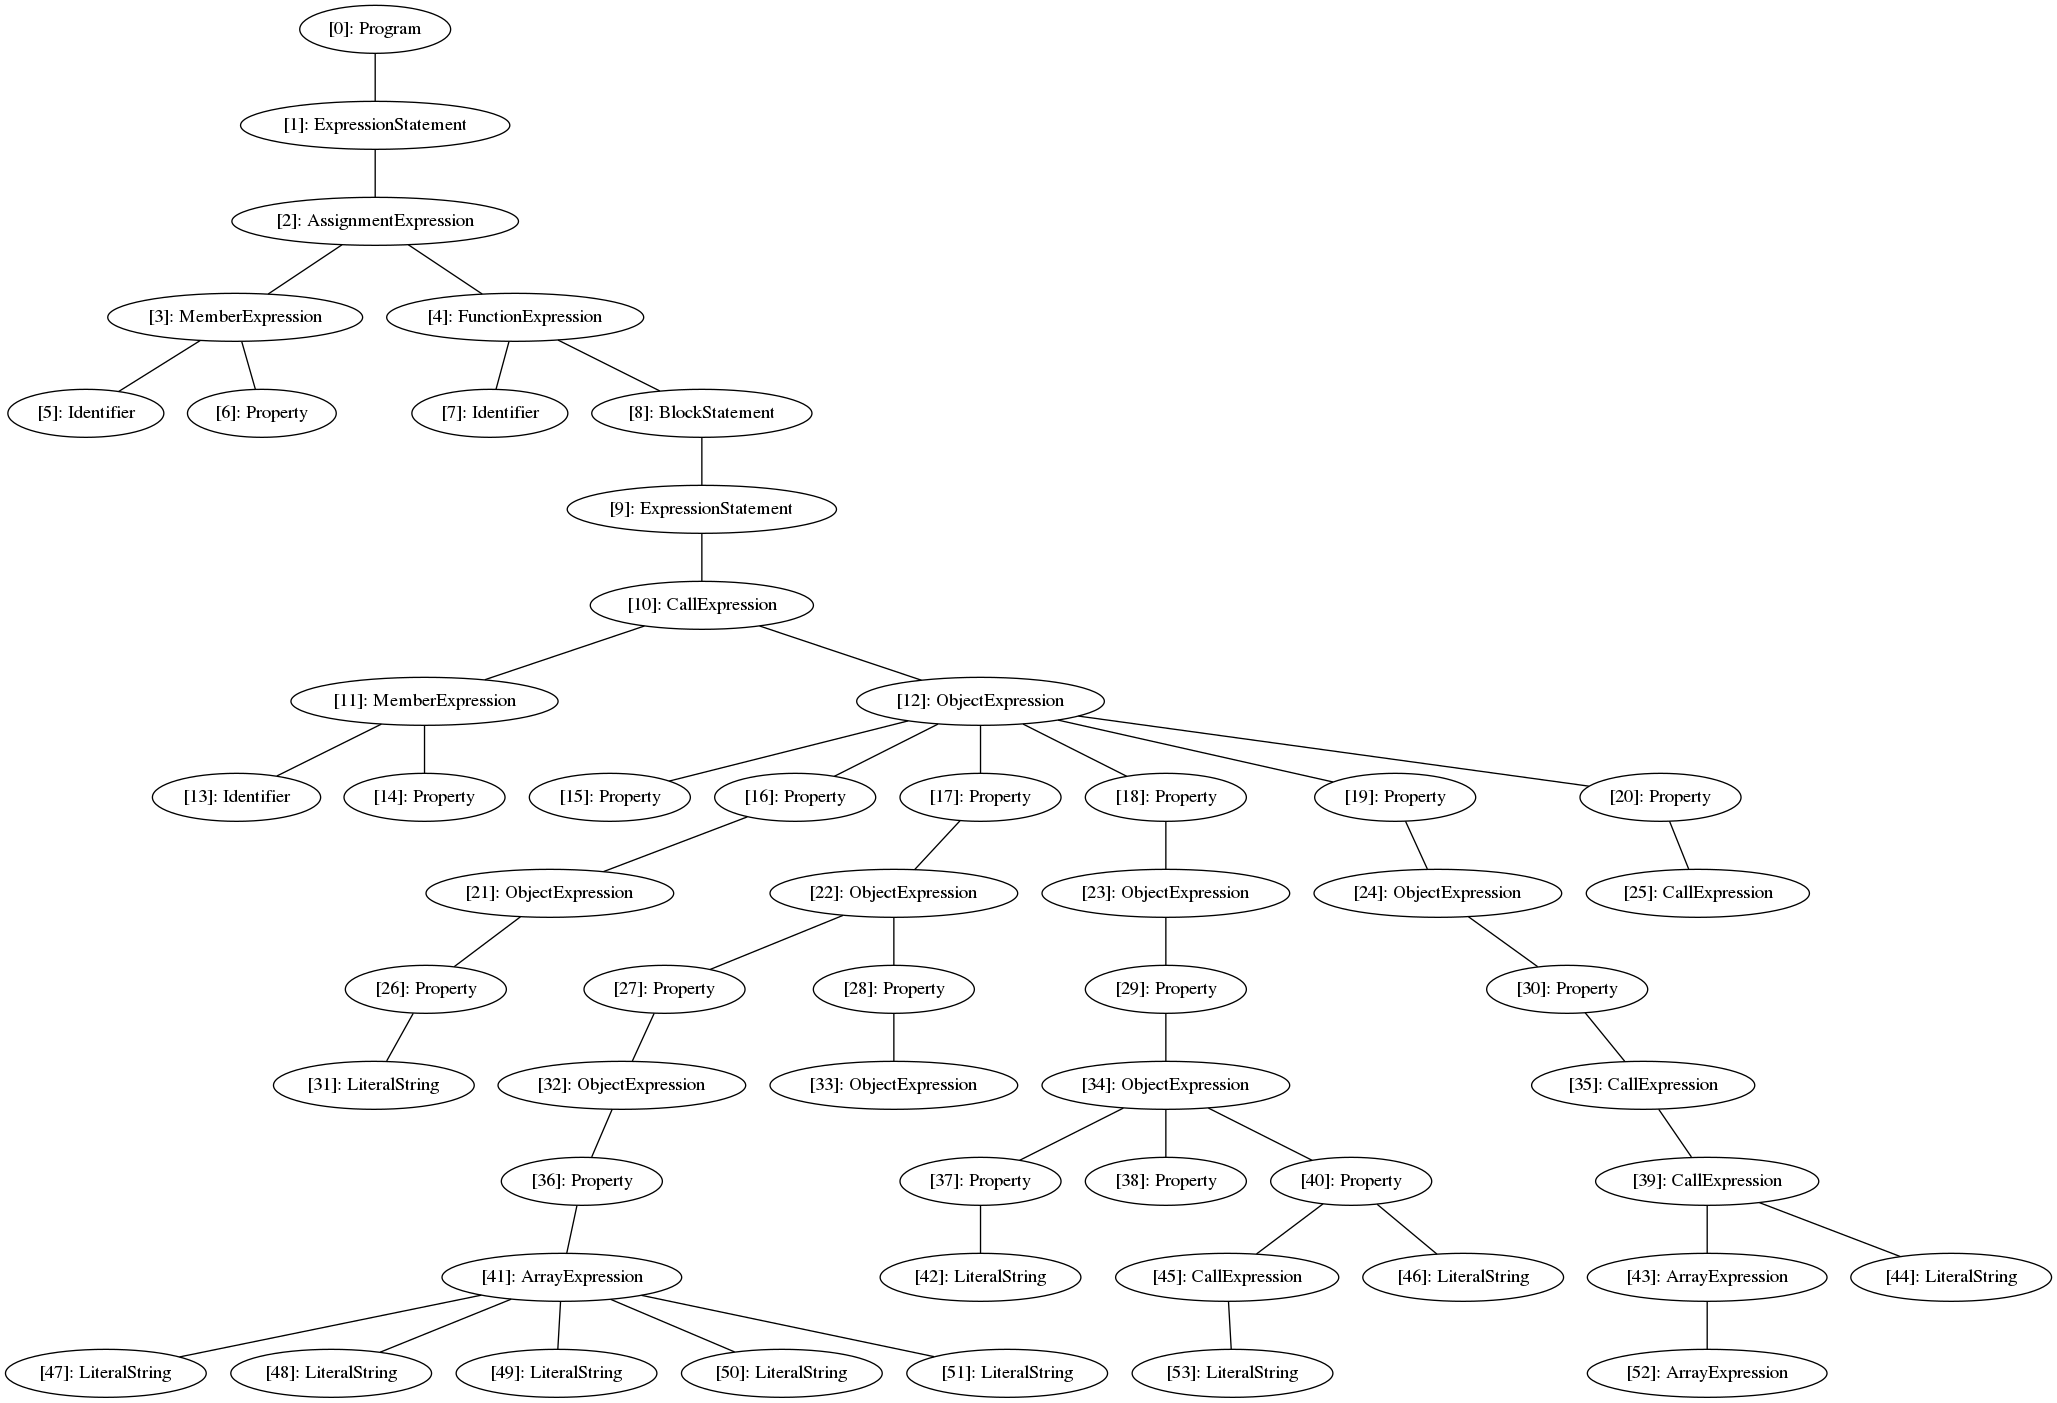 [0]: Program
[1]: ExpressionStatement
[2]: AssignmentExpression
[3]: MemberExpression
[4]: FunctionExpression
[5]: Identifier
[6]: Property
[7]: Identifier
[8]: BlockStatement
[9]: ExpressionStatement
[10]: CallExpression
[11]: MemberExpression
[12]: ObjectExpression
[13]: Identifier
[14]: Property
[15]: Property
[16]: Property
[17]: Property
[18]: Property
[19]: Property
[20]: Property
[21]: ObjectExpression
[22]: ObjectExpression
[23]: ObjectExpression
[24]: ObjectExpression
[25]: CallExpression
[26]: Property
[27]: Property
[28]: Property
[29]: Property
[30]: Property
[31]: LiteralString
[32]: ObjectExpression
[33]: ObjectExpression
[34]: ObjectExpression
[35]: CallExpression
[36]: Property
[37]: Property
[38]: Property
[40]: Property
[39]: CallExpression
[41]: ArrayExpression
[42]: LiteralString
[45]: CallExpression
[46]: LiteralString
[43]: ArrayExpression
[44]: LiteralString
[47]: LiteralString
[48]: LiteralString
[49]: LiteralString
[50]: LiteralString
[51]: LiteralString
[53]: LiteralString
[52]: ArrayExpression